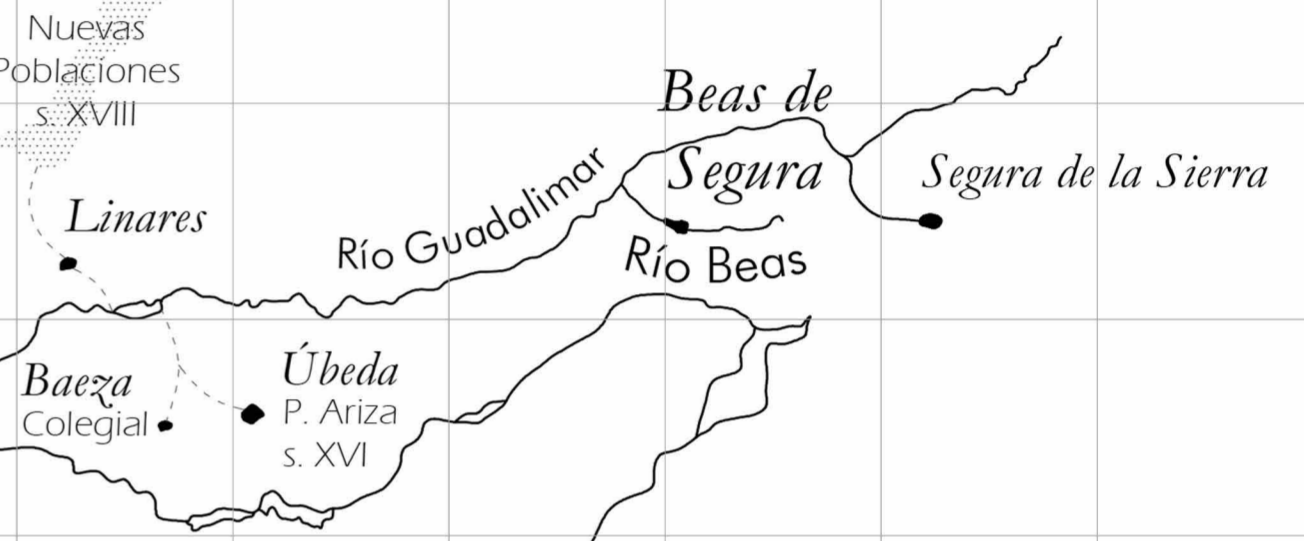 Nuevas
Poblaciones
s. XVIII
Linares
Río Guadalimar
Beas de
Segura
Río Beas
Segura de la Sierra
Baeza
Colegial
Úbeda
P. Ariza
s. XVI